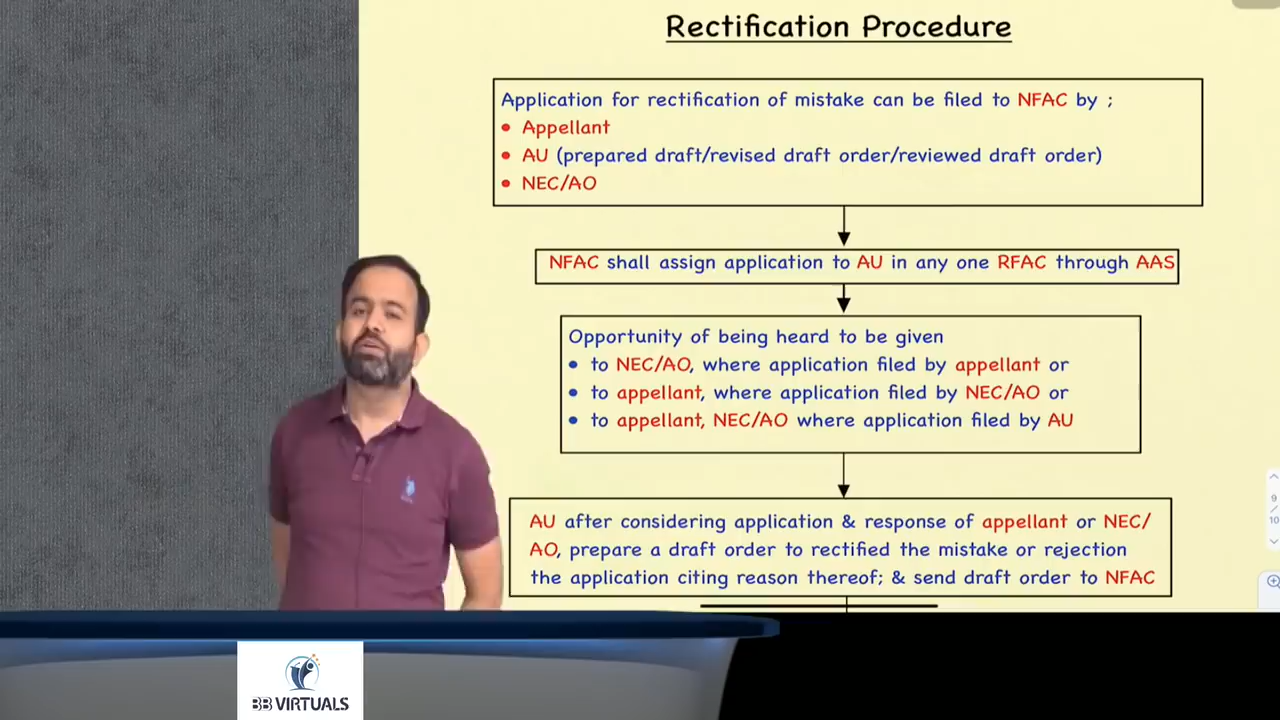 Rectification Procedure
Application for rectification of mistake can be filed to NFAC by ;
• Appellant
• AU (prepared draft/revised draft order/reviewed draft order)
• NEC/AO
NFAC shall assign application to AU in any one RFAC through AAS
Opportunity of being heard to be given
• to NEC/AO, where application filed by appellant or
• to appellant, where application filed by NEC/AO or
• to appellant, NEC/AO where application filed by AU
AU after considering application & response of appellant or NEC/
AO, prepare a draft order to rectified the mistake or rejection
the application citing reason thereof; & send draft order to NFAC
9
/
10
BB VIRTUALS